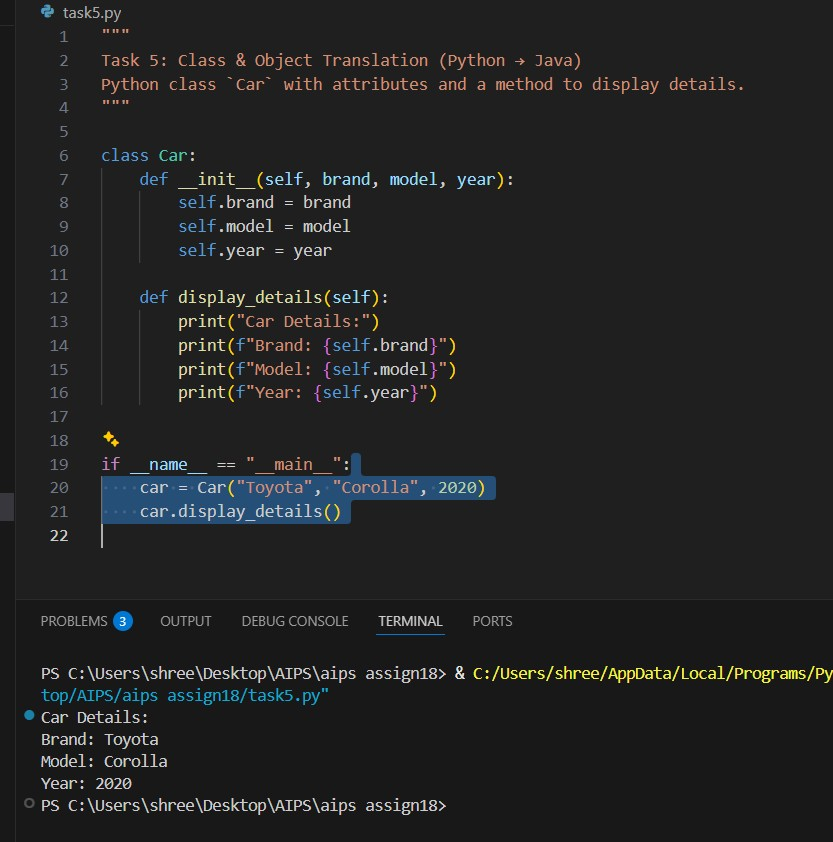 task5.py
1 """
2 Task 5: Class & Object Translation (Python → Java)
3 Python class `Car` with attributes and a method to display details.
4 """
5
6 class Car:
7     def __init__(self, brand, model, year):
8         self.brand = brand
9         self.model = model
10         self.year = year
11
12     def display_details(self):
13         print("Car Details:")
14         print(f"Brand: {self.brand}")
15         print(f"Model: {self.model}")
16         print(f"Year: {self.year}")
17
18
19 if __name__ == "__main__":
20     car = Car("Toyota", "Corolla", 2020)
21     car.display_details()
22
PROBLEMS 3 OUTPUT DEBUG CONSOLE TERMINAL PORTS
PS C:\Users\shree\Desktop\AIPS\aips assign18> & C:/Users/shree/AppData/Local/Programs/Py
top/AIPS/aips assign18/task5.py"
Car Details:
Brand: Toyota
Model: Corolla
Year: 2020
PS C:\Users\shree\Desktop\AIPS\aips assign18>